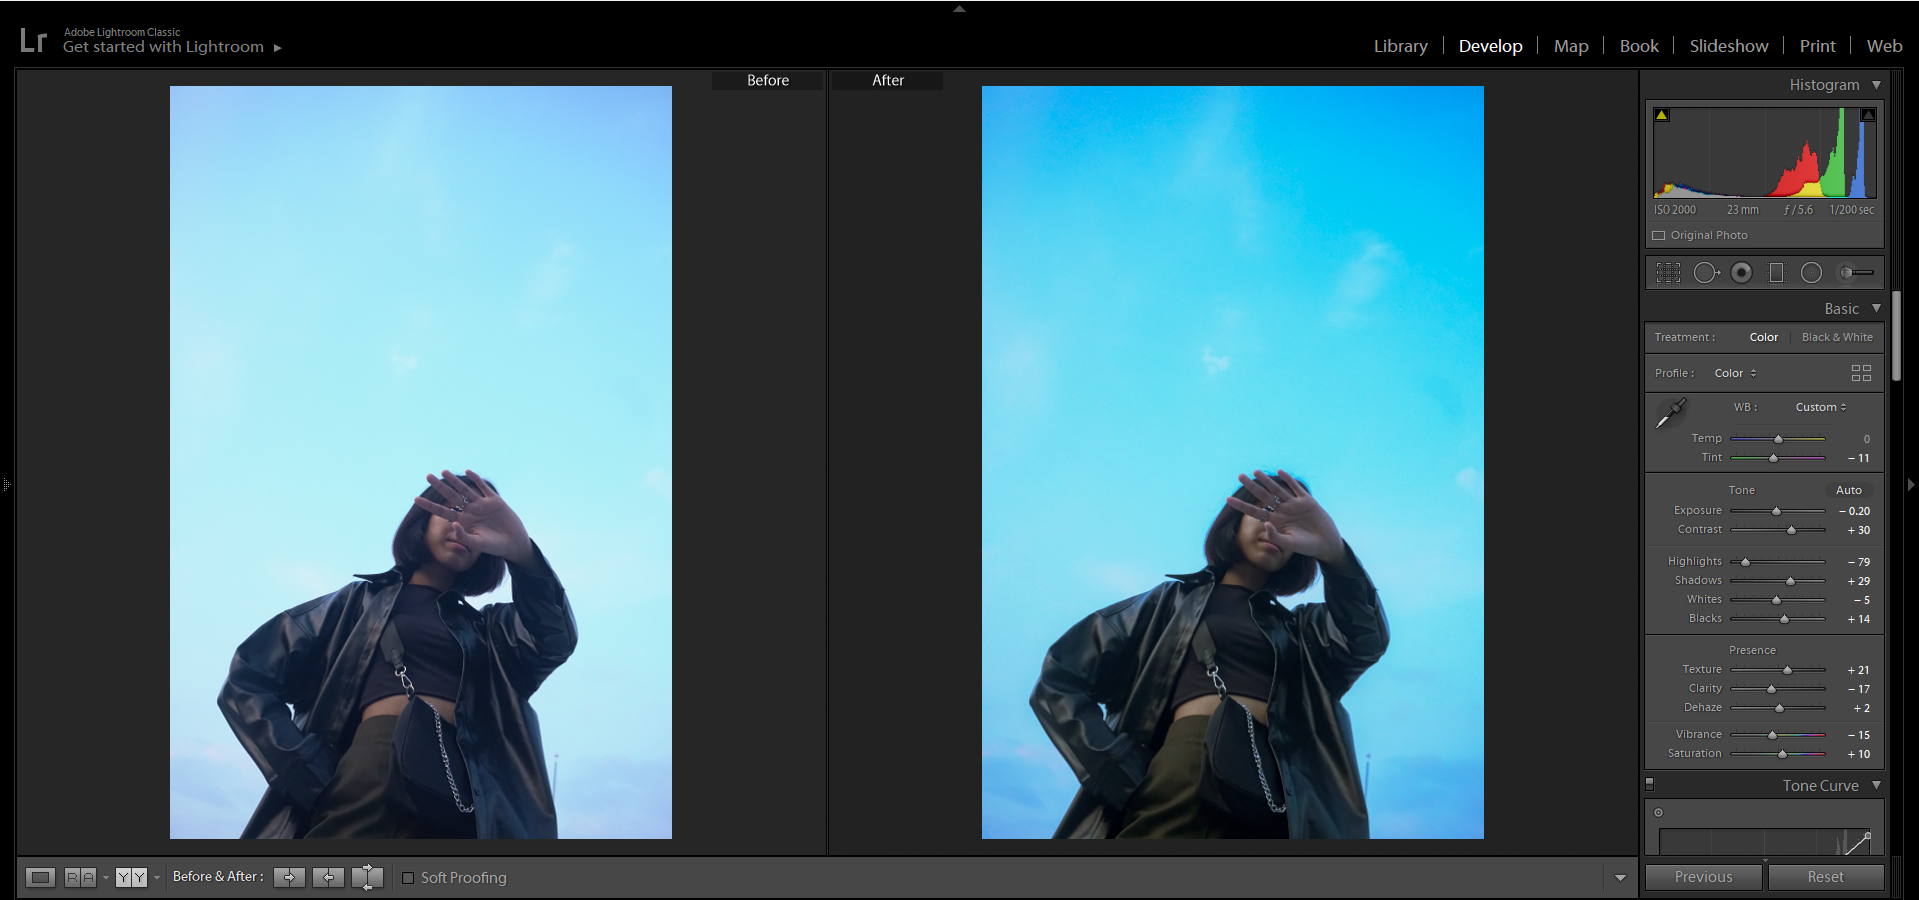 Lr
Adobe Lightroom Classic
Get started with Lightroom
Library | Develop | Map | Book | Slideshow | Print | Web
Before
After
Histogram
ISO 2000 23 mm ƒ / 5.6 1/200 sec
Original Photo
Basic
Treatment : Color Black & White
Profile : Color
WB : Custom
Temp 0
Tint − 11
Tone Auto
Exposure − 0.20
Contrast + 30
Highlights − 79
Shadows + 29
Whites − 5
Blacks + 14
Presence
Texture + 21
Clarity − 17
Dehaze + 2
Vibrance − 15
Saturation + 10
Tone Curve
R A Y Y Before & After : Soft Proofing
Previous Reset